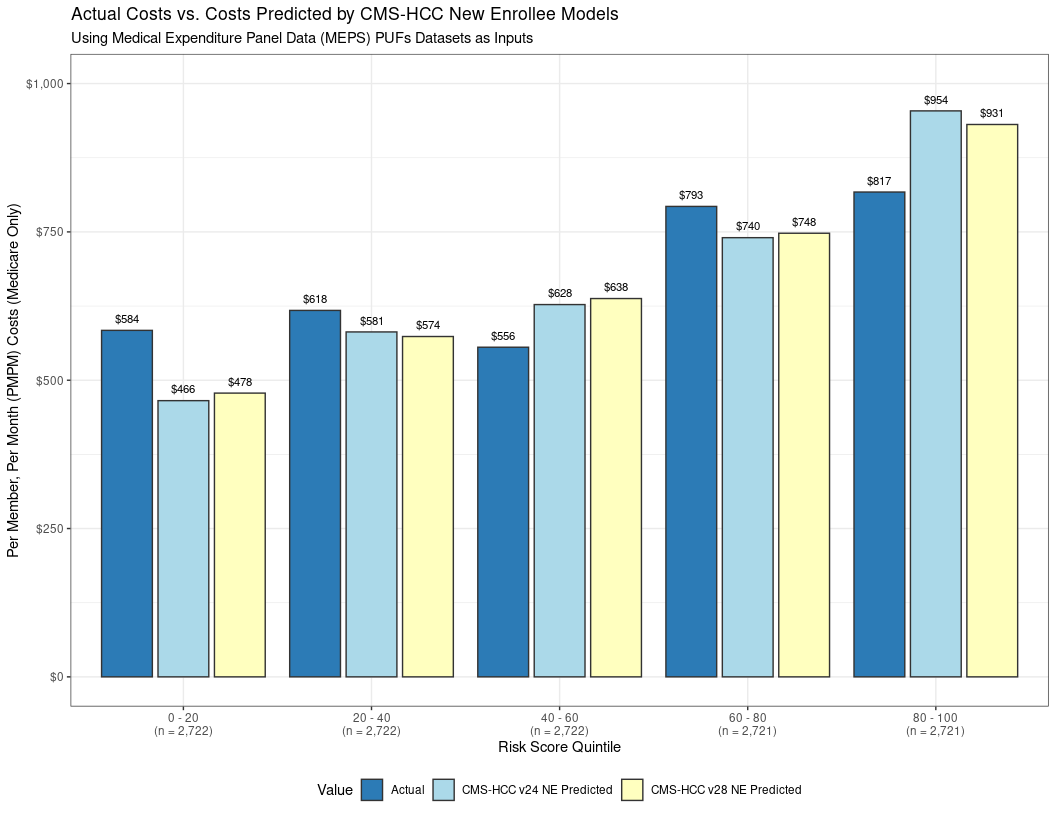 Actual Costs vs. Costs Predicted by CMS-HCC New Enrollee Models
Using Medical Expenditure Panel Data (MEPS) PUFs Datasets as Inputs
Per Member, Per Month (PMPM) Costs (Medicare Only)
$1,000
$750
$500
$250
$0
$584
$466
$478
$618
$581
$574
$556
$628
$638
$793
$740
$748
$817
$954
$931
0 - 20
(n = 2,722)
20 - 40
(n = 2,722)
40 - 60
(n = 2,722)
60 - 80
(n = 2,721)
80 - 100
(n = 2,721)
Risk Score Quintile
Value
Actual
CMS-HCC v24 NE Predicted
CMS-HCC v28 NE Predicted